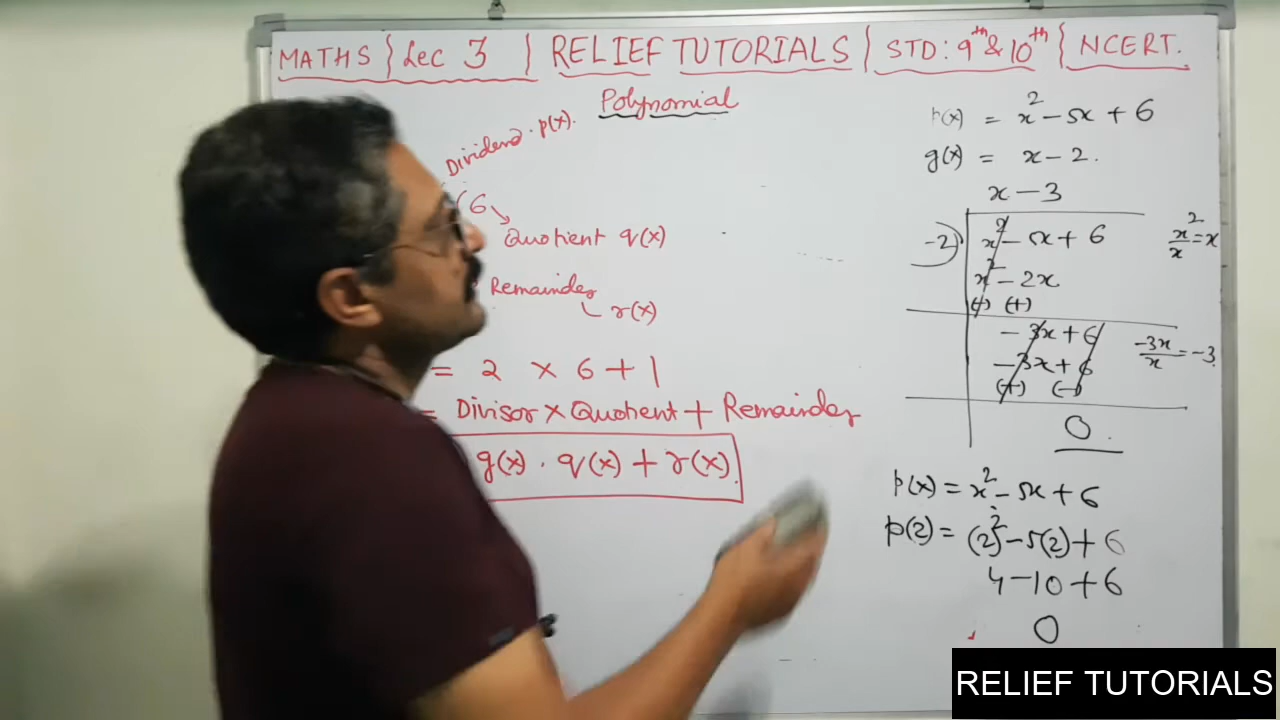 MATHS | Lec 3 | RELIEF TUTORIALS | STD: 9th & 10th | NCERT.
Polynomial
Dividend. p(x).
(6
Quotient q(x)
Remainder
r(x)
= 2 × 6 + 1
= Divisor × Quotient + Remainder
g(x) . q(x) + r(x).
p(x) = x² - 5x + 6
g(x) = x - 2.
x - 3
-2) x² - 5x + 6
x²/x = x
x² - 2x
(-) (+)
- 3x + 6
-3x/x = -3
- 3x + 6
(+) (-)
0.
p(x) = x² - 5x + 6
p(2) = (2)² - 5(2) + 6
4 - 10 + 6
0
RELIEF TUTORIALS